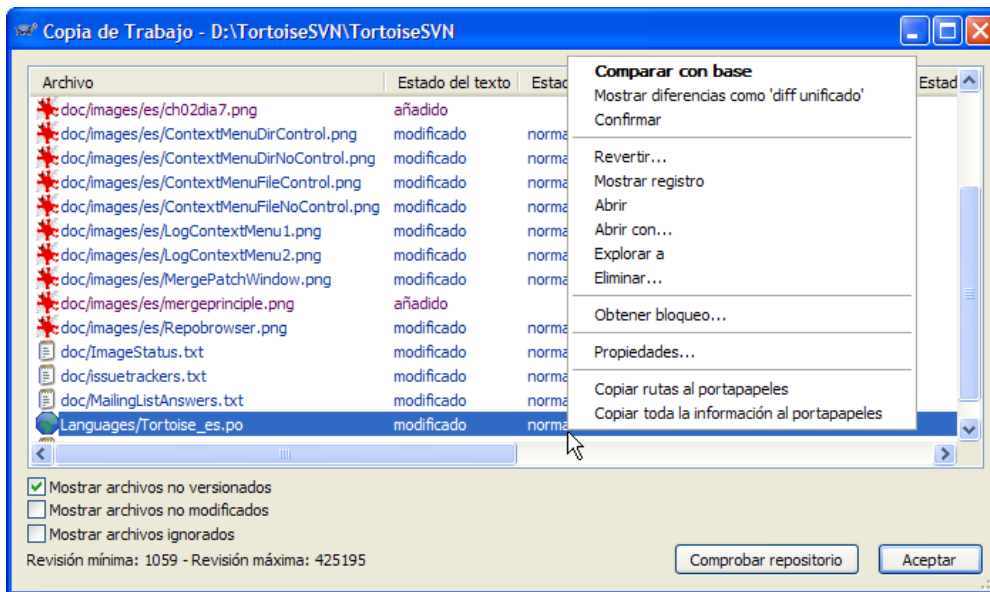 Copia de Trabajo - D:\TortoiseSVN\TortoiseSVN
Archivo Estado del texto Estad Estad
doc/images/es/ch02dia7.png añadido
doc/images/es/ContextMenuDirControl.png modificado norma
doc/images/es/ContextMenuDirNoControl.png modificado norma
doc/images/es/ContextMenuFileControl.png modificado norma
doc/images/es/ContextMenuFileNoControl.png modificado norma
doc/images/es/LogContextMenu1.png modificado norma
doc/images/es/LogContextMenu2.png modificado norma
doc/images/es/MergePatchWindow.png modificado norma
doc/images/es/mergeprinciple.png añadido
doc/images/es/Repobrowser.png modificado norma
doc/ImageStatus.txt modificado norma
doc/issuetrackers.txt modificado norma
doc/MailingListAnswers.txt modificado norma
Languages/Tortoise_es.po modificado norma
Comparar con base
Mostrar diferencias como 'diff unificado'
Confirmar
Revertir...
Mostrar registro
Abrir
Abrir con...
Explorar a
Eliminar...
Obtener bloqueo...
Propiedades...
Copiar rutas al portapapeles
Copiar toda la información al portapapeles
Mostrar archivos no versionados
Mostrar archivos no modificados
Mostrar archivos ignorados
Revisión mínima: 1059 - Revisión máxima: 425195
Comprobar repositorio
Aceptar